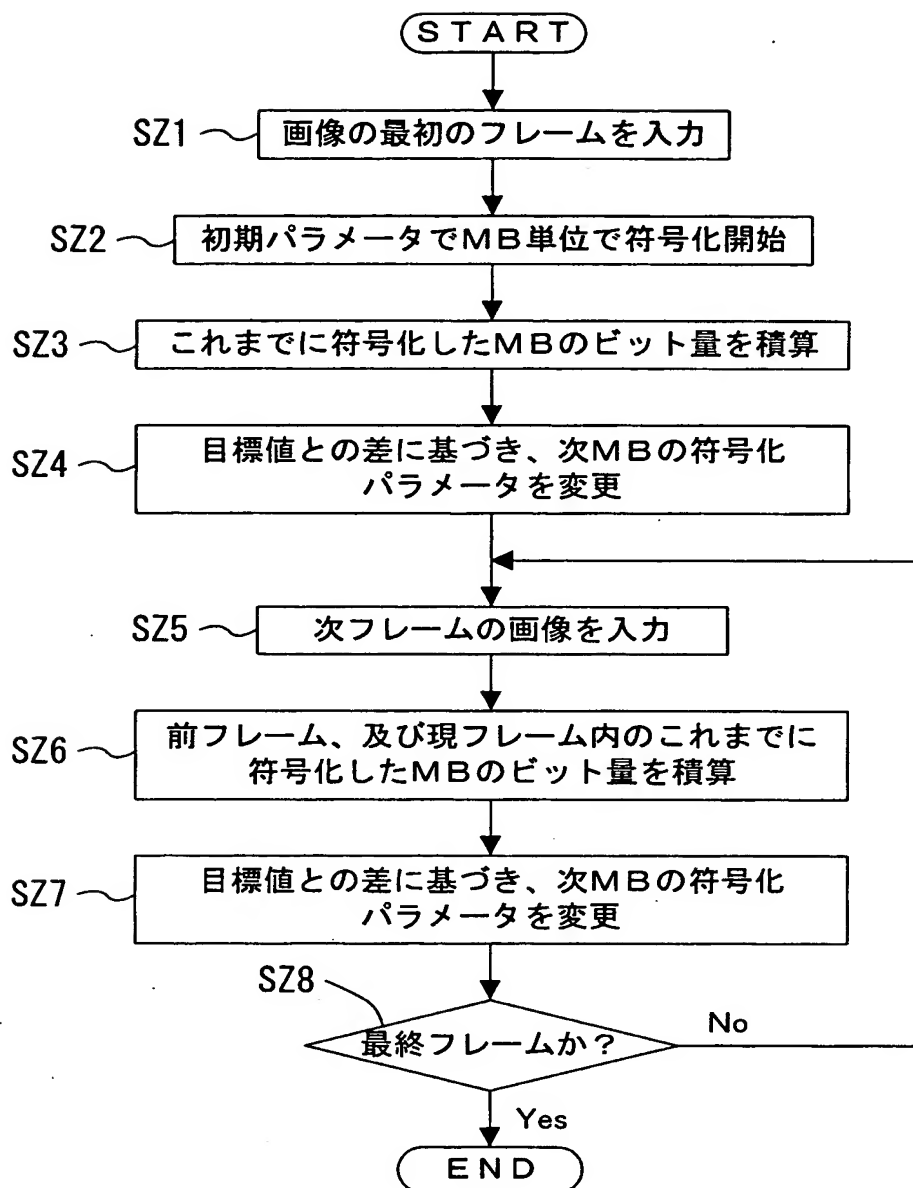 START
SZ1
画像の最初のフレームを入力
SZ2
初期パラメータでMB単位で符号化開始
SZ3
これまでに符号化したMBのビット量を積算
SZ4
目標値との差に基づき、次MBの符号化
パラメータを変更
SZ5
次フレームの画像を入力
SZ6
前フレーム、及び現フレーム内のこれまでに
符号化したMBのビット量を積算
SZ7
目標値との差に基づき、次MBの符号化
パラメータを変更
SZ8
最終フレームか?
No
Yes
END